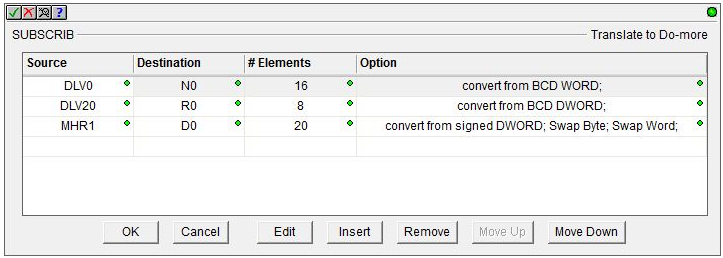 ?
SUBSCRIB Translate to Do-more
Source Destination # Elements Option
DLV0 N0 16 convert from BCD WORD;
DLV20 R0 8 convert from BCD DWORD;
MHR1 D0 20 convert from signed DWORD; Swap Byte; Swap Word;
OK Cancel Edit Insert Remove Move Up Move Down